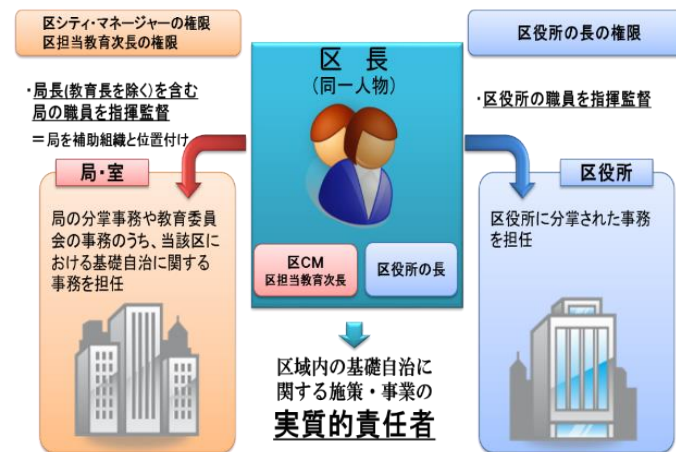 区シティ・マネージャーの権限
区担当教育次長の権限
・局長(教育長を除く)を含む
局の職員を指揮監督
＝局を補助組織と位置付け
局・室
局の分掌事務や教育委員
会の事務のうち、当該区に
おける基礎自治に関する
事務を担任
区 長
(同一人物)
区CM
区担当教育次長
区役所の長
区域内の基礎自治に
関する施策・事業の
実質的責任者
区役所の長の権限
・区役所の職員を指揮監督
区役所
区役所に分掌された事務
を担任